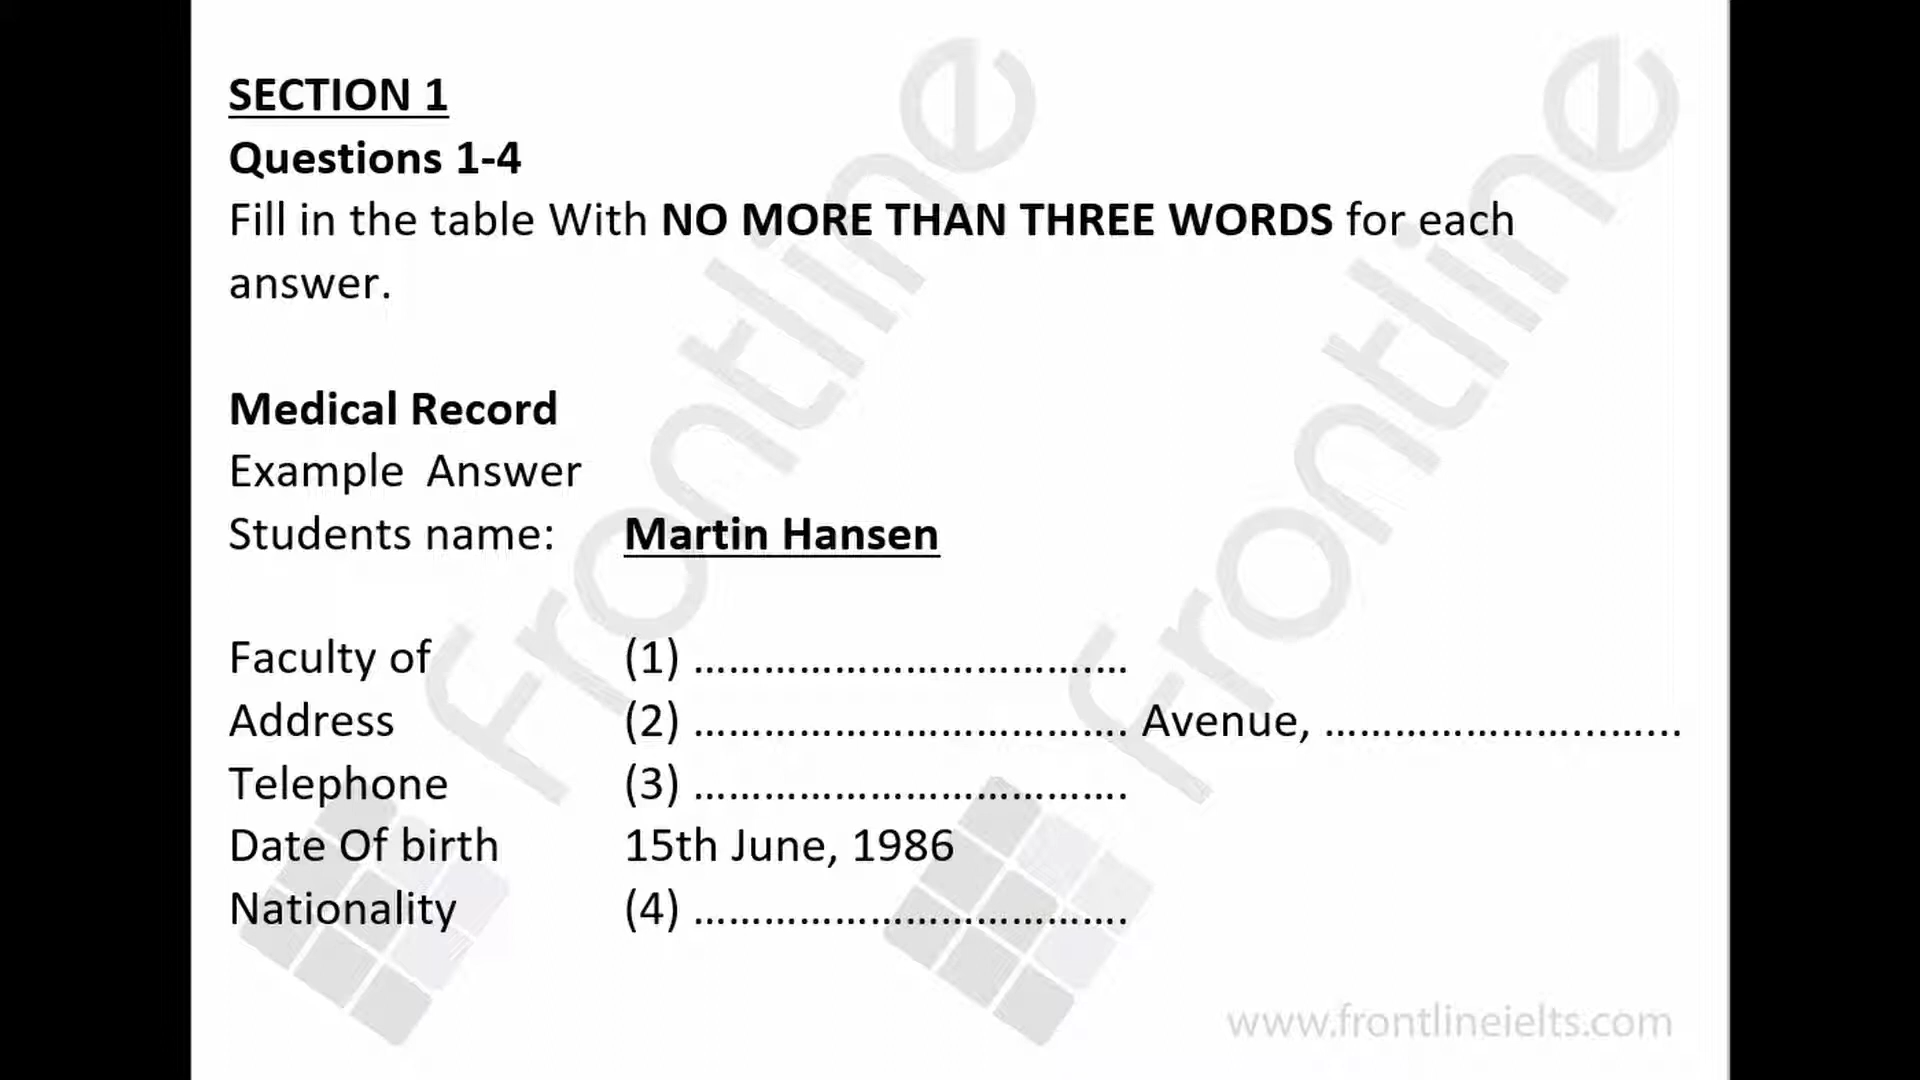 SECTION 1
Questions 1-4
Fill in the table With NO MORE THAN THREE WORDS for each
answer.
Medical Record
Example Answer
Students name: Martin Hansen
Faculty of (1) ………………………………….
Address (2) …………………………………. Avenue, …………………………
Telephone (3) ………………………………….
Date Of birth 15th June, 1986
Nationality (4) ………………………………….
frontline
frontline
www.frontlineielts.com